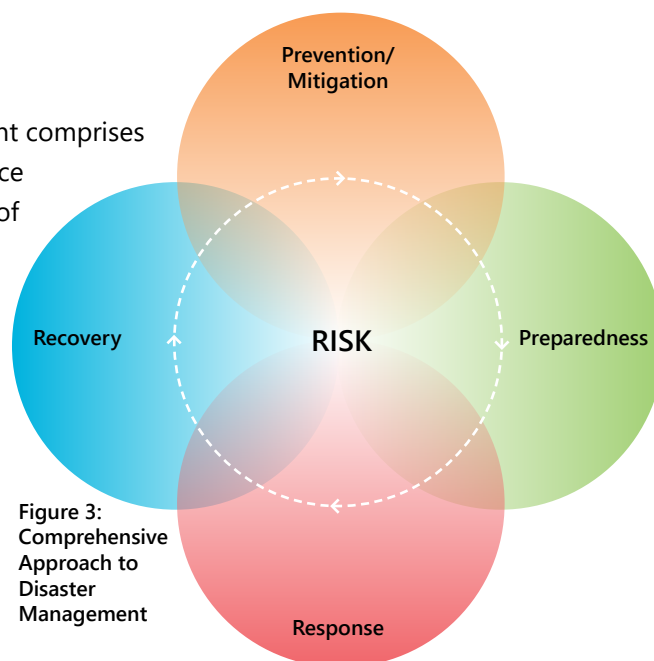 Prevention/
Mitigation
nt comprises
ce
of
Recovery
RISK
Preparedness
Figure 3:
Comprehensive
Approach to
Disaster
Management
Response